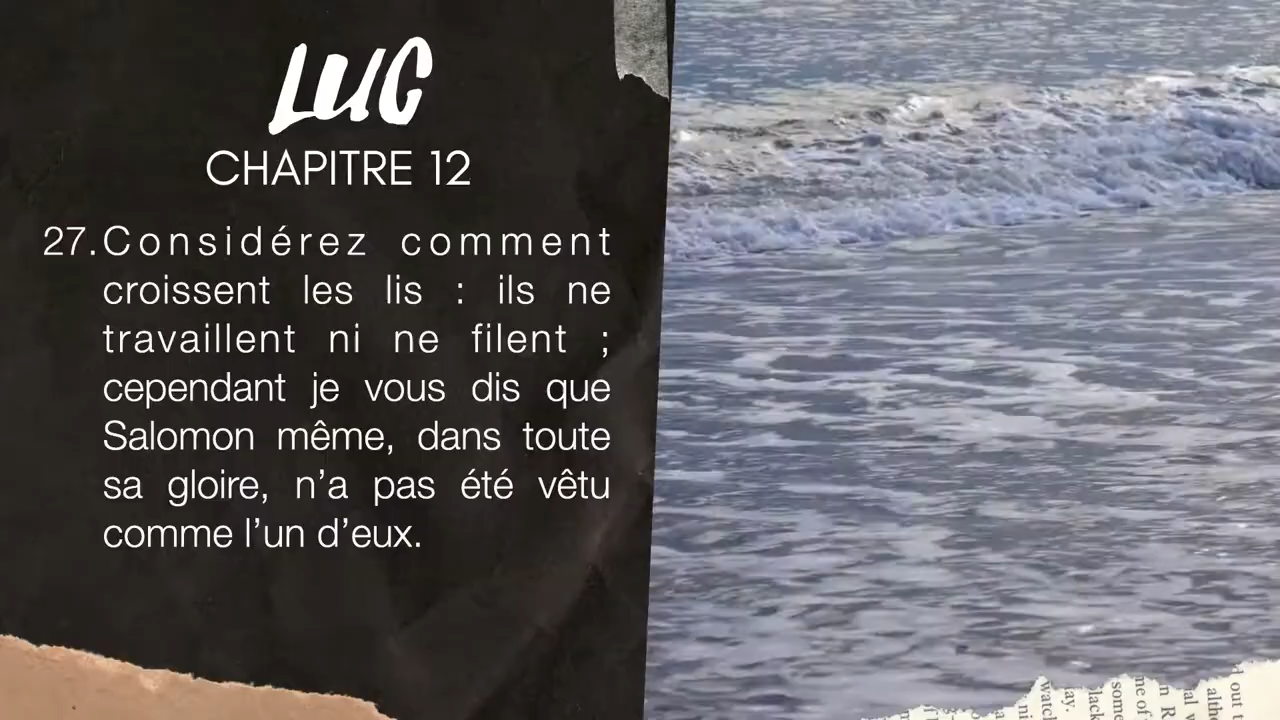 LUC
CHAPITRE 12
27. Considérez comment
croissent les lis : ils ne
travaillent ni ne filent ;
cependant je vous dis que
Salomon même, dans toute
sa gloire, n’a pas été vêtu
comme l’un d’eux.